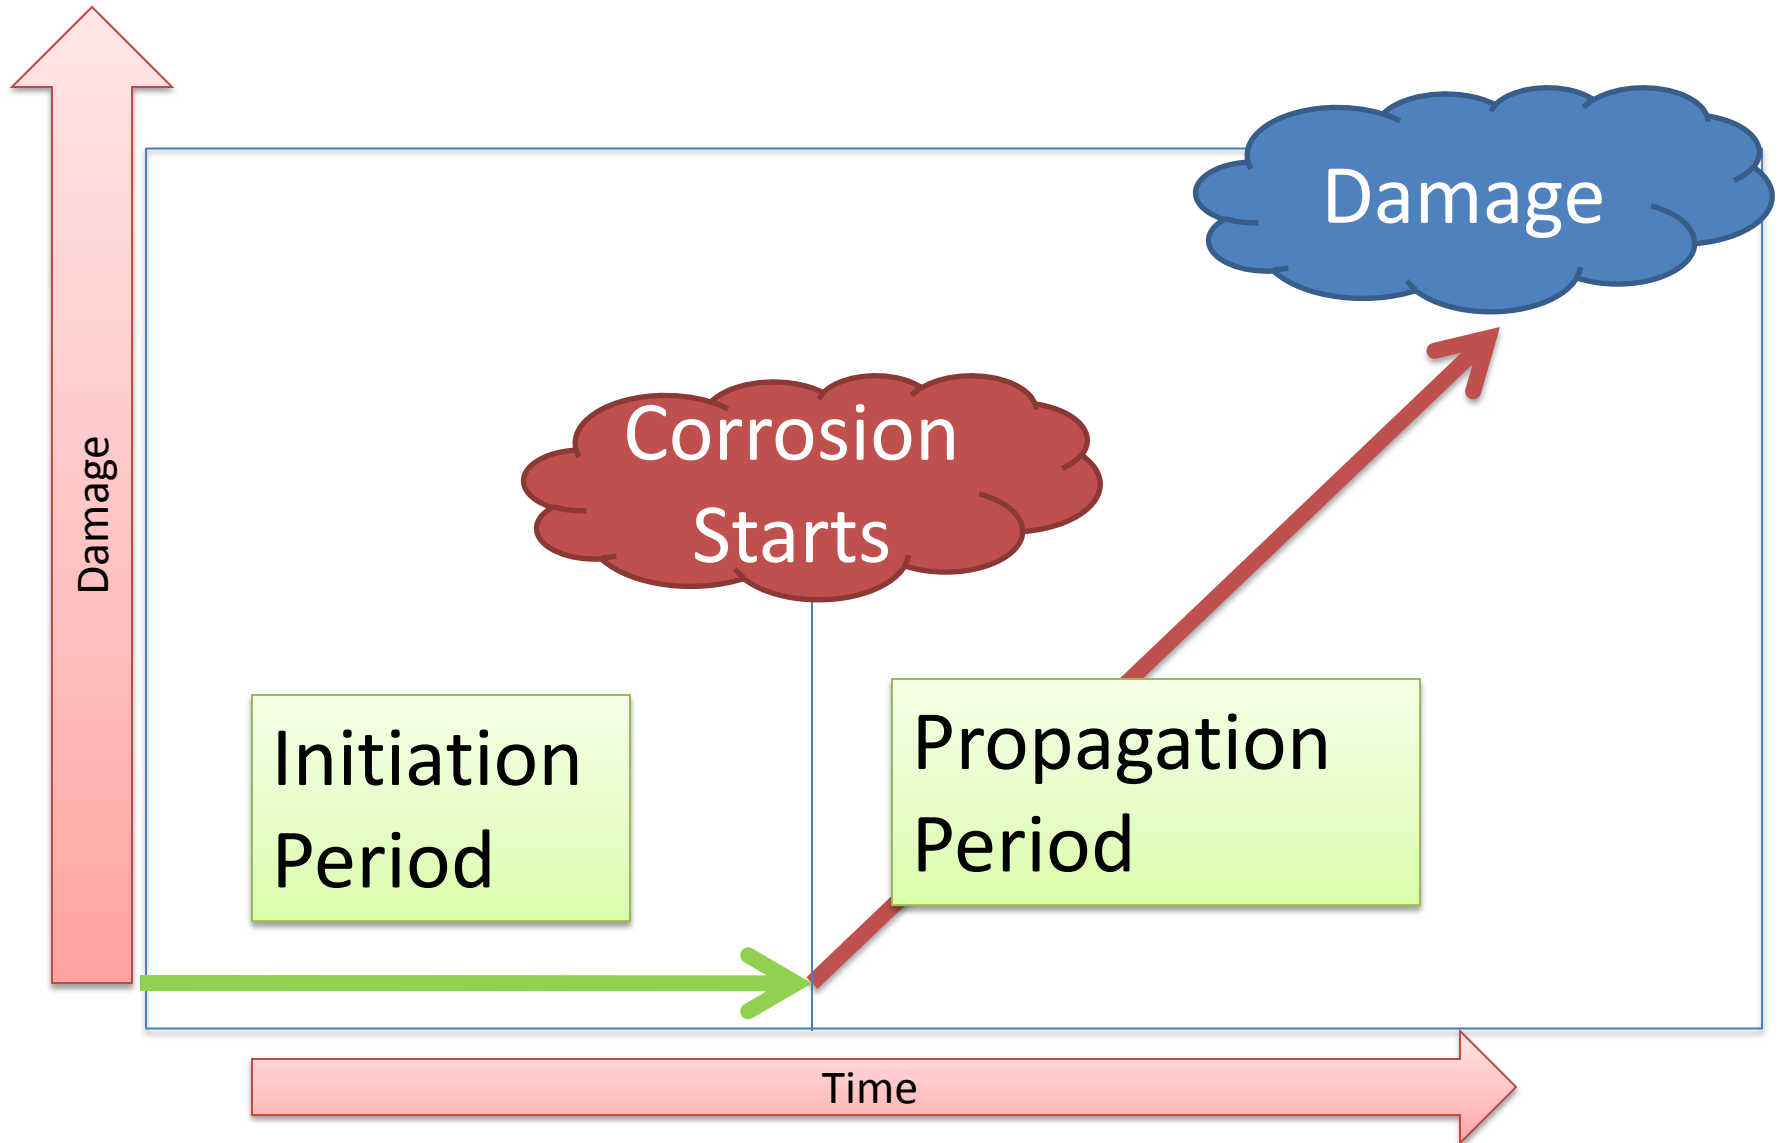 Damage
Damage
Corrosion
Starts
Initiation
Period
Propagation
Period
Time